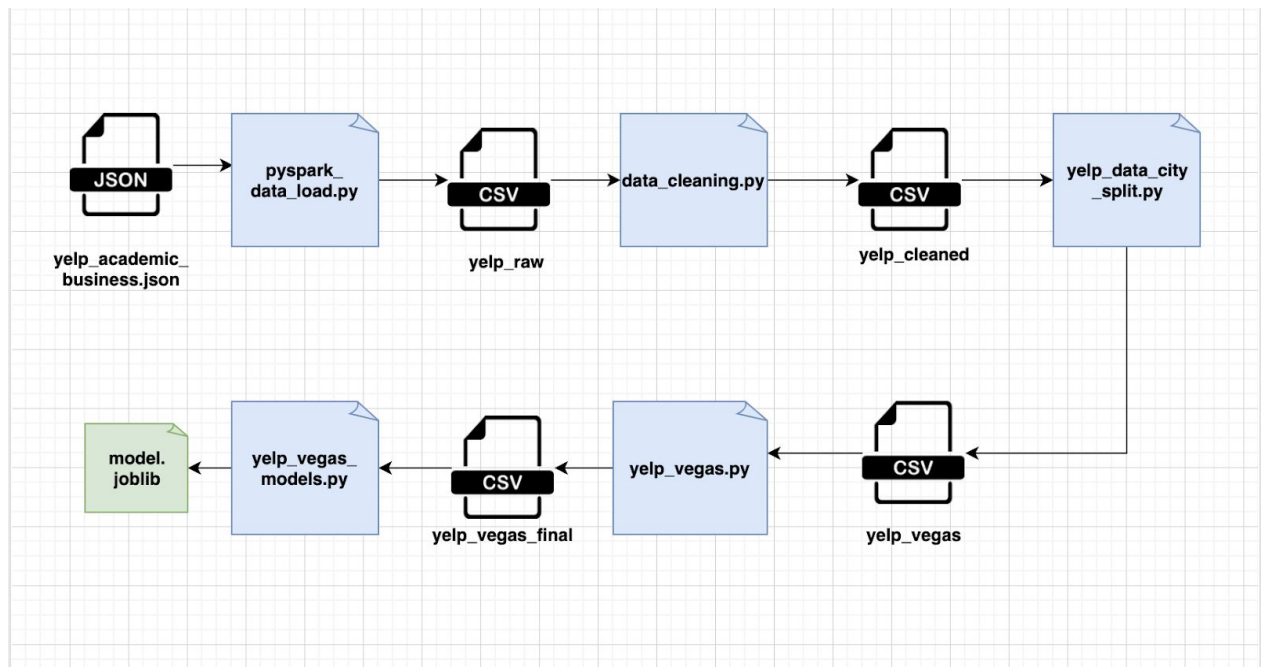 JSON
yelp_academic_
business.json
pyspark_
data_load.py
CSV
yelp_raw
data_cleaning.py
CSV
yelp_cleaned
yelp_data_city
_split.py
CSV
yelp_vegas
yelp_vegas.py
CSV
yelp_vegas_final
yelp_vegas_
models.py
model.
joblib